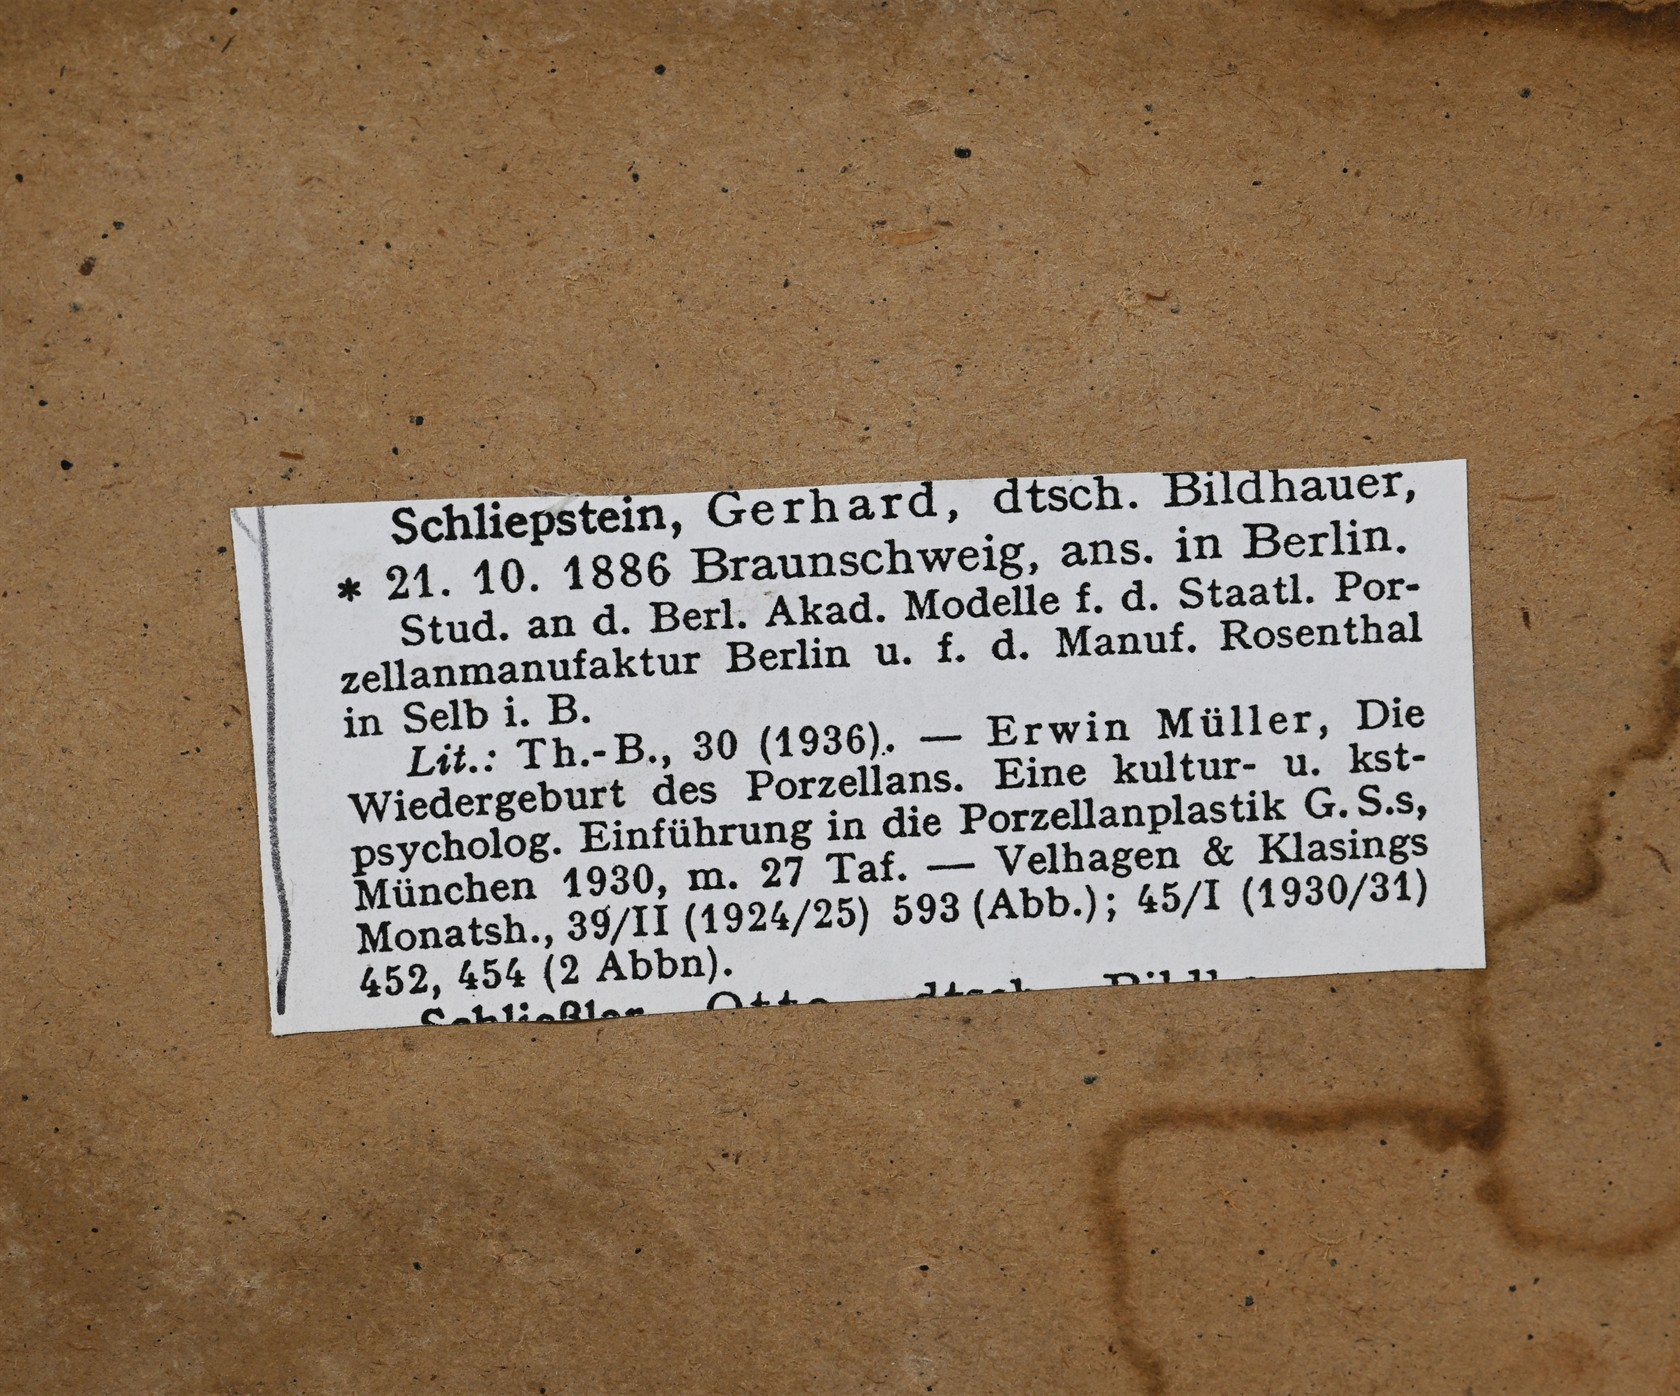 Schliepstein, Gerhard, dtsch. Bildhauer,
* 21. 10. 1886 Braunschweig, ans. in Berlin.
Stud. an d. Berl. Akad. Modelle f. d. Staatl. Por-
zellanmanufaktur Berlin u. f. d. Manuf. Rosenthal
in Selb i. B.
Lit.: Th.-B., 30 (1936). — Erwin Müller, Die
Wiedergeburt des Porzellans. Eine kultur- u. kst-
psycholog. Einführung in die Porzellanplastik G. S.s,
München 1930, m. 27 Taf. — Velhagen & Klasings
Monatsh., 39/II (1924/25) 593 (Abb.); 45/I (1930/31)
452, 454 (2 Abbn).
Schließler, Otto, dtsch.